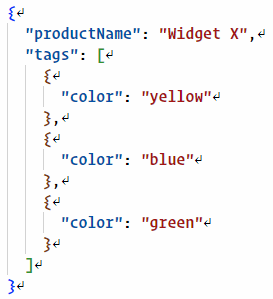 {↵
  "productName": "Widget X",↵
  "tags": [↵
    {↵
      "color": "yellow"↵
    },↵
    {↵
      "color": "blue"↵
    },↵
    {↵
      "color": "green"↵
    }↵
  ]↵
}↵